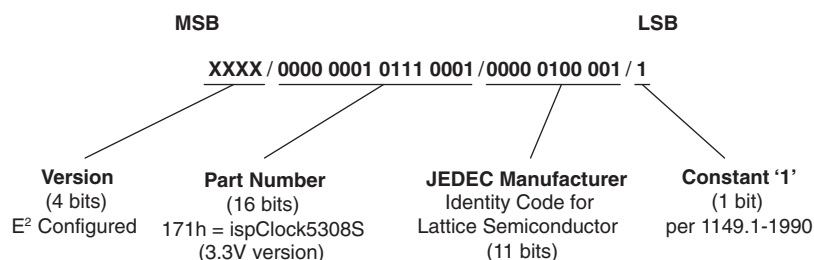 MSB LSB
XXXX / 0000 0001 0111 0001 / 0000 0100 001 / 1
Version
(4 bits)
E² Configured
Part Number
(16 bits)
171h = ispClock5308S
(3.3V version)
JEDEC Manufacturer
Identity Code for
Lattice Semiconductor
(11 bits)
Constant ‘1’
(1 bit)
per 1149.1-1990